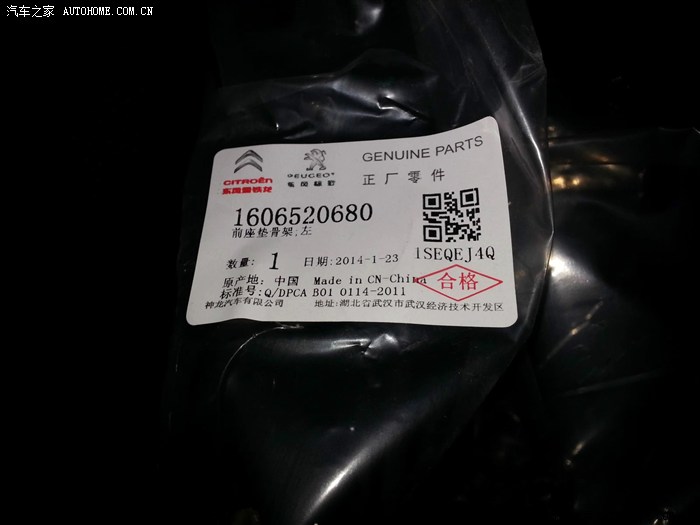 汽车之家 AUTOHOME.COM.CN
CITROËN
东风雪铁龙
PEUGEOT
东风标致
GENUINE PARTS
正厂零件
1606520680
前座垫骨架;左
数量: 1 日期:2014-1-23
1SEQEJ4Q
原产地: 中国 Made in CN-China
标准号:Q/DPCA B01 0114-2011
合格
神龙汽车有限公司 地址:湖北省武汉市武汉经济技术开发区